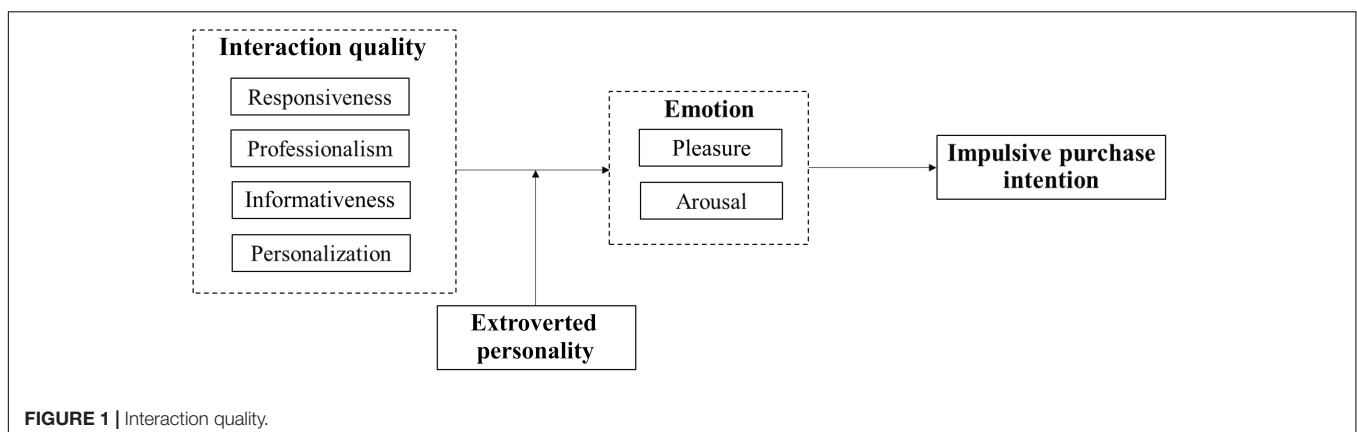 Interaction quality
Responsiveness
Professionalism
Informativeness
Personalization
Extroverted
personality
Emotion
Pleasure
Arousal
Impulsive purchase
intention
FIGURE 1 | Interaction quality.